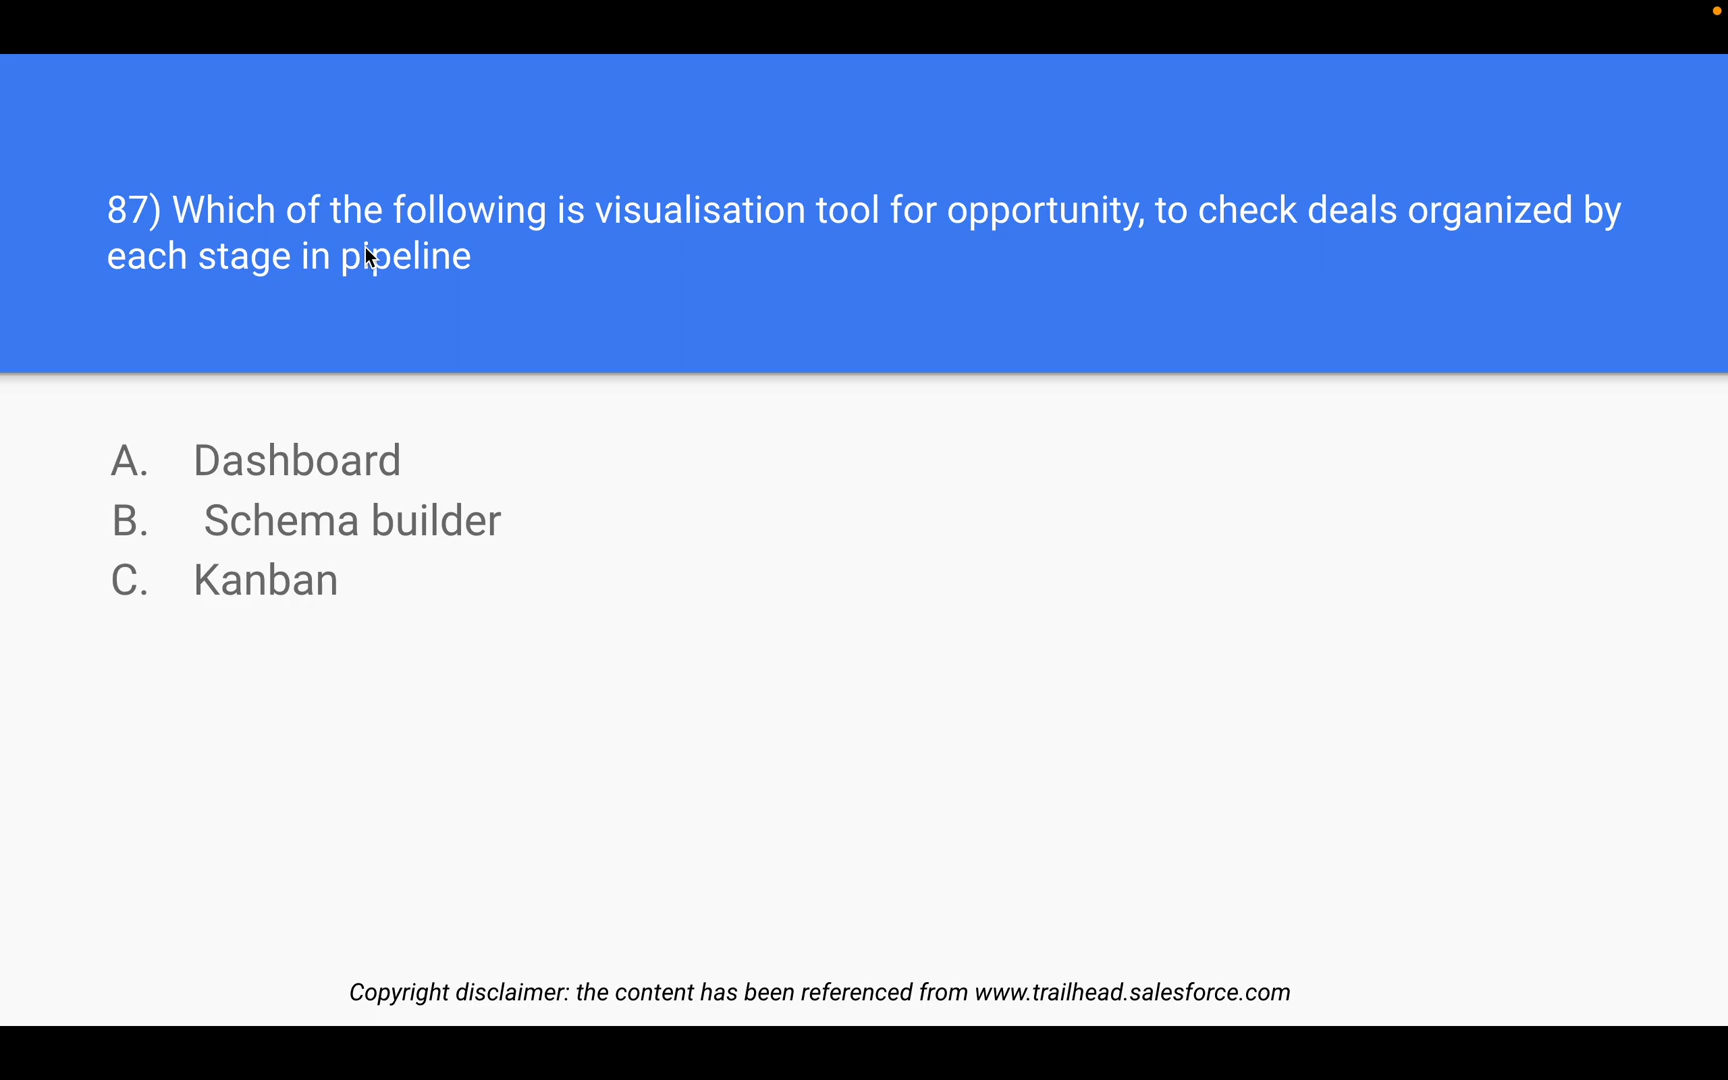 87) Which of the following is visualisation tool for opportunity, to check deals organized by
each stage in pipeline
A. Dashboard
B. Schema builder
C. Kanban
Copyright disclaimer: the content has been referenced from www.trailhead.salesforce.com